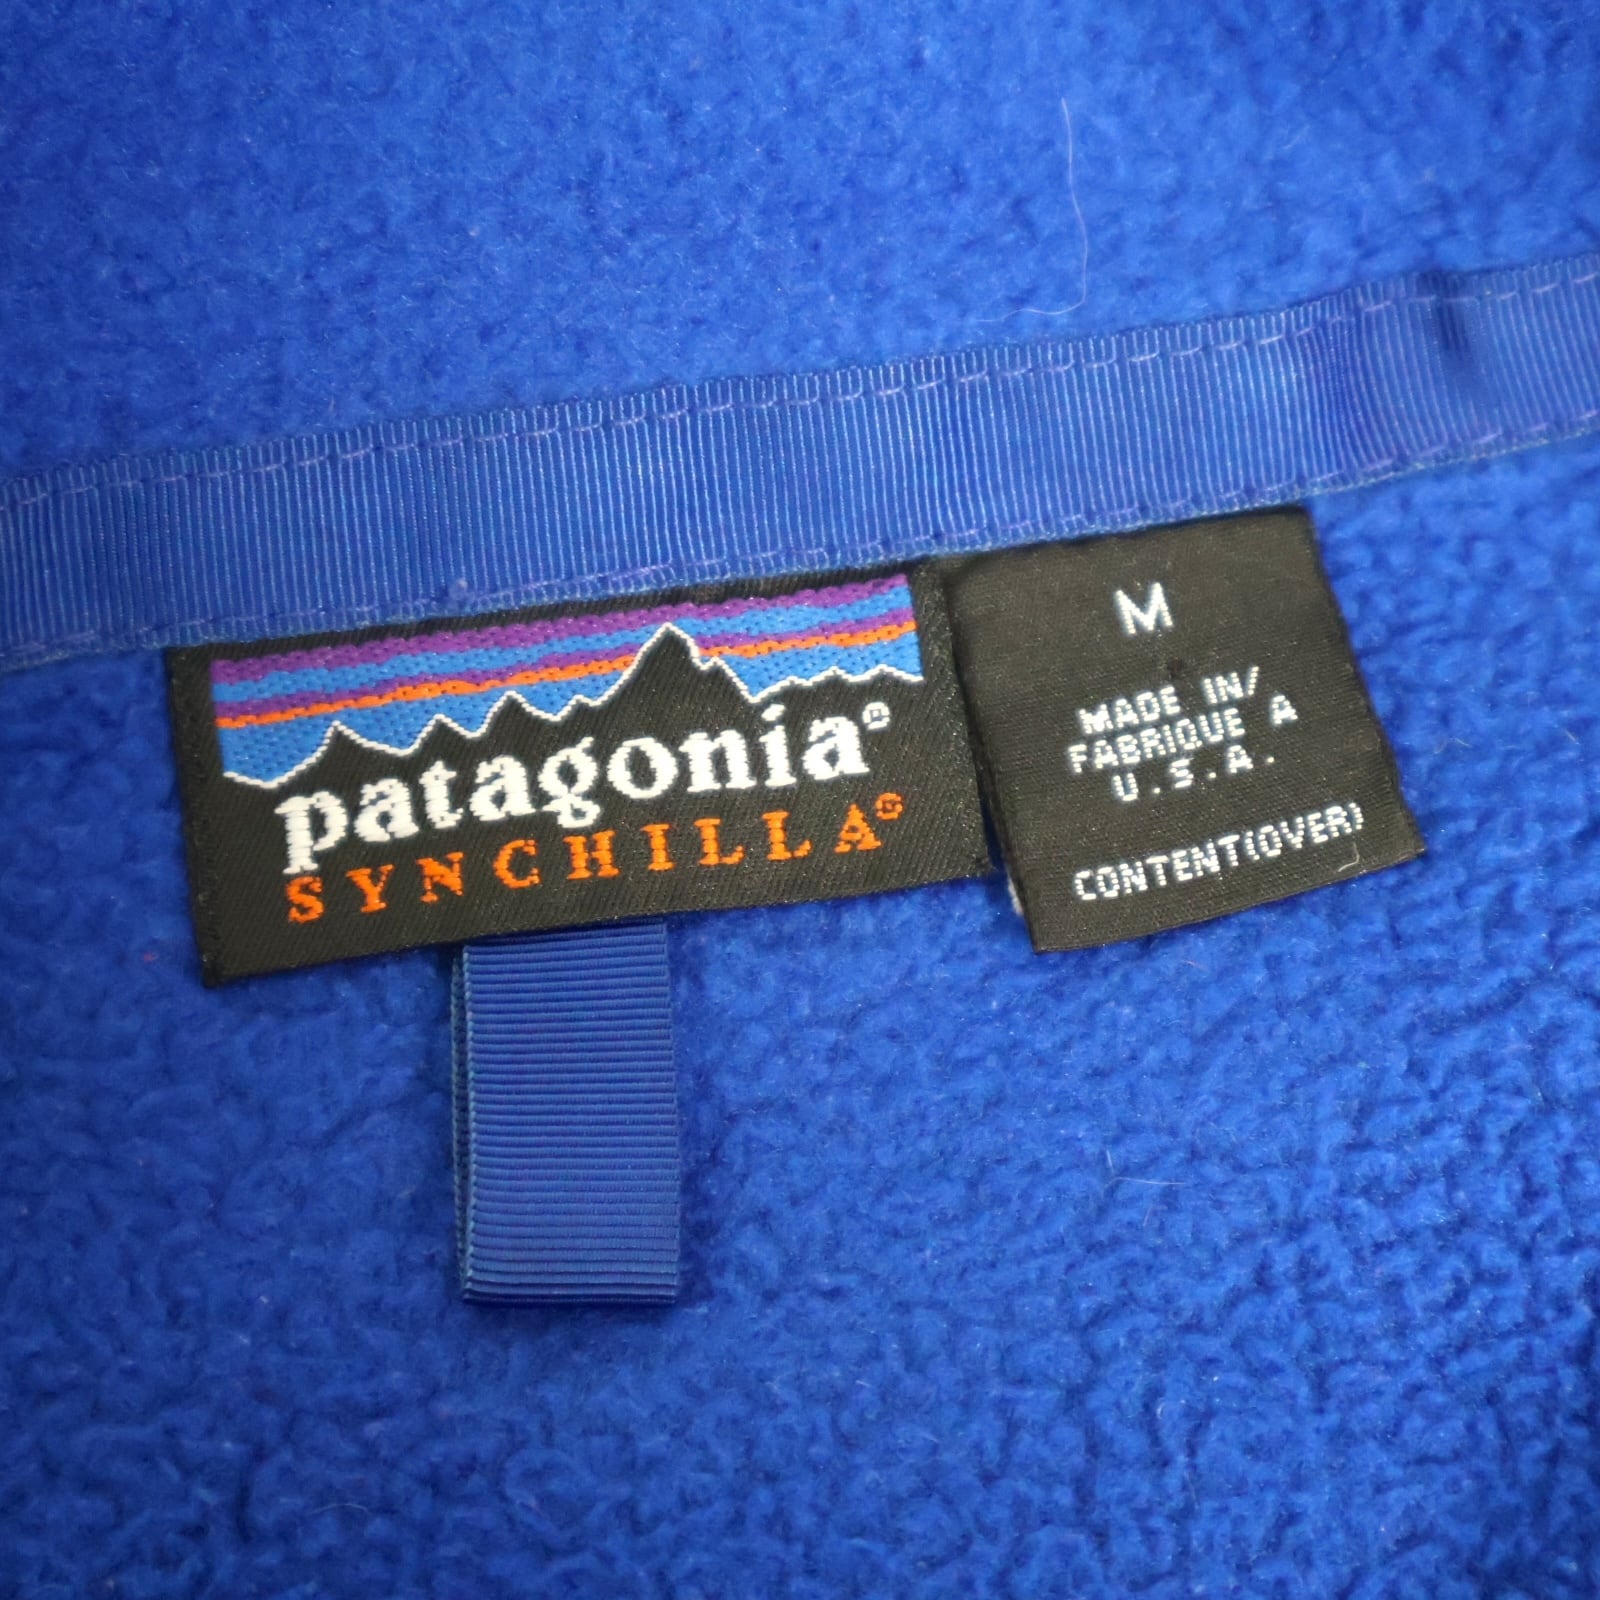 patagonia®
SYNCHILLA®
M
MADE IN/
FABRIQUE A
U.S.A.
CONTENT(OVER)